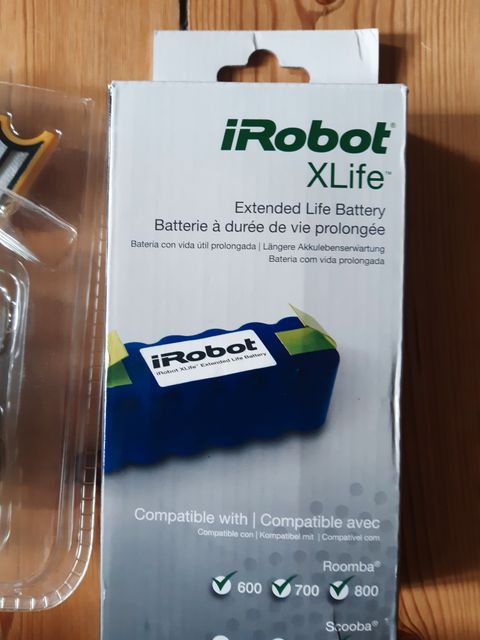 iRobot®
XLife™
Extended Life Battery
Batterie à durée de vie prolongée
Bateria con vida útil prolongada | Längere Akkulebenserwartung
Bateria com vida prolongada
iRobot
iRobot XLife™ Extended Life Battery
Compatible with | Compatible avec
Compatible con | Kompatibel mit | Compatível com
Roomba®
600 700 800
Scooba®